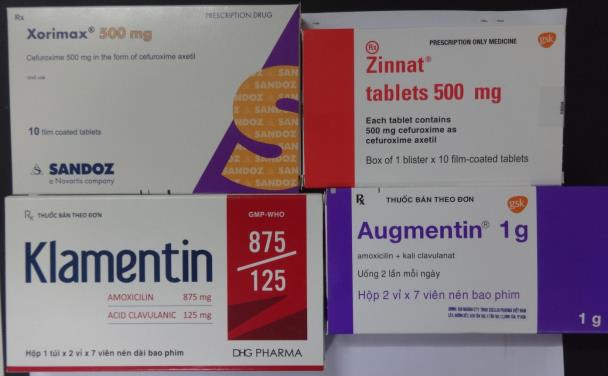 Rx PRESCRIPTION DRUG
Xorimax® 500 mg
Cefuroxime 500 mg in the form of cefuroxime axetil
10 film coated tablets
SANDOZ
a Novartis company
S
SANDOZ
Rx PRESCRIPTION ONLY MEDICINE
gsk
Zinnat®
tablets 500 mg
Each tablet contains
500 mg cefuroxime as
cefuroxime axetil
Box of 1 blister x 10 film-coated tablets
Rx THUỐC BÁN THEO ĐƠN
GMP-WHO
Klamentin
875
125
AMOXICILIN 875 mg
ACID CLAVULANIC 125 mg
Hộp 1 túi x 2 vỉ x 7 viên nén dài bao phim
DHG PHARMA
Rx THUỐC BÁN THEO ĐƠN
gsk
Augmentin® 1g
amoxicilin + kali clavulanat
Uống 2 lần mỗi ngày
Hộp 2 vỉ x 7 viên nén bao phim
1 g